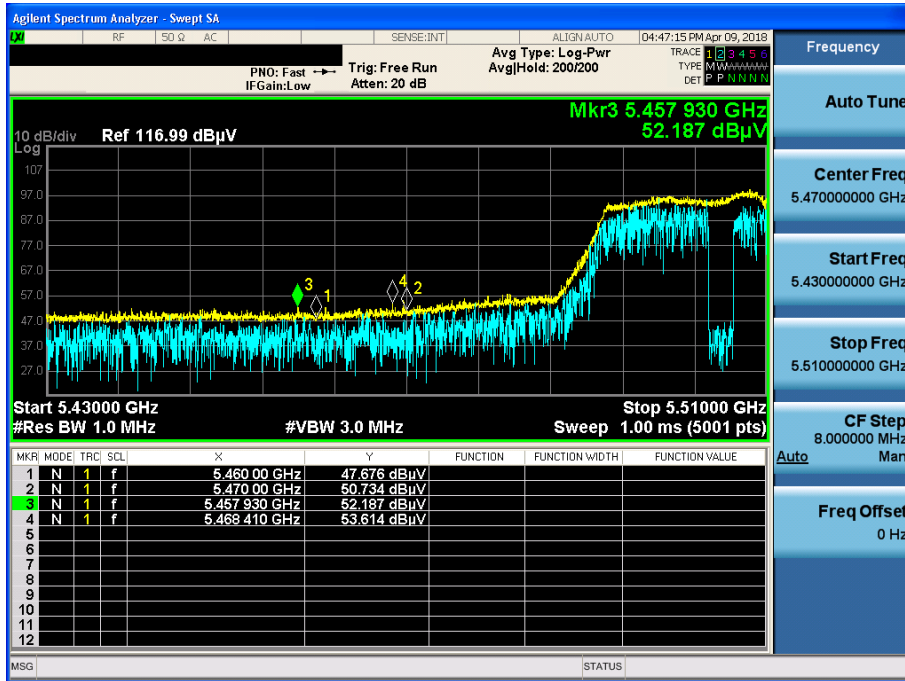 Agilent Spectrum Analyzer - Swept SA
LXI RF 50 Ω AC SENSE:INT ALIGN AUTO 04:47:15 PM Apr 09, 2018
Frequency
PNO: Fast
IFGain:Low
Trig: Free Run
Atten: 20 dB
Avg Type: Log-Pwr
Avg|Hold: 200/200
TRACE 1 2 3 4 5 6
TYPE M WWWWWW
DET P P N N N N
Auto Tune
Mkr3 5.457 930 GHz
52.187 dBµV
10 dB/div Ref 116.99 dBµV
Log
107
97.0
87.0
77.0
67.0
57.0
47.0
37.0
27.0
3
1
4
2
Start 5.43000 GHz
Stop 5.51000 GHz
#Res BW 1.0 MHz
#VBW 3.0 MHz
Sweep 1.00 ms (5001 pts)
Center Freq
5.470000000 GHz
Start Freq
5.430000000 GHz
Stop Freq
5.510000000 GHz
CF Step
8.000000 MHz
Auto Man
Freq Offset
0 Hz
MKR MODE TRC SCL X Y FUNCTION FUNCTION WIDTH FUNCTION VALUE
1 N 1 f 5.460 00 GHz 47.676 dBµV
2 N 1 f 5.470 00 GHz 50.734 dBµV
3 N 1 f 5.457 930 GHz 52.187 dBµV
4 N 1 f 5.468 410 GHz 53.614 dBµV
5
6
7
8
9
10
11
12
MSG STATUS